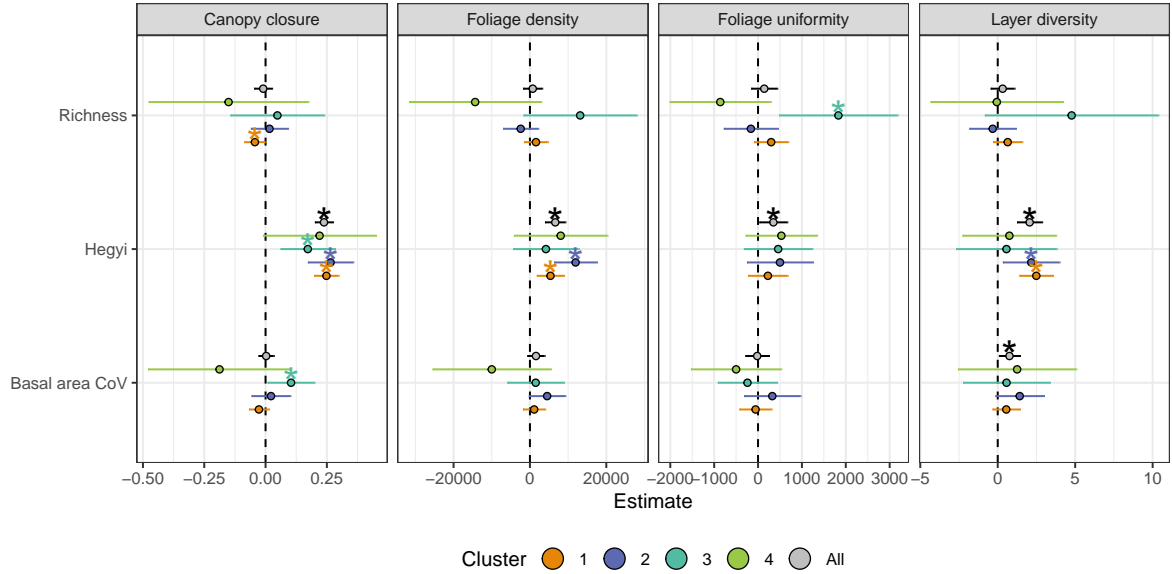 Canopy closure Foliage density Foliage uniformity Layer diversity
Richness
Hegyi
Basal area CoV
−0.50 −0.25 0.00 0.25 −20000 0 20000 −2000 −1000 0 1000 2000 3000 −5 0 5 10
Estimate
Cluster 1 2 3 4 All